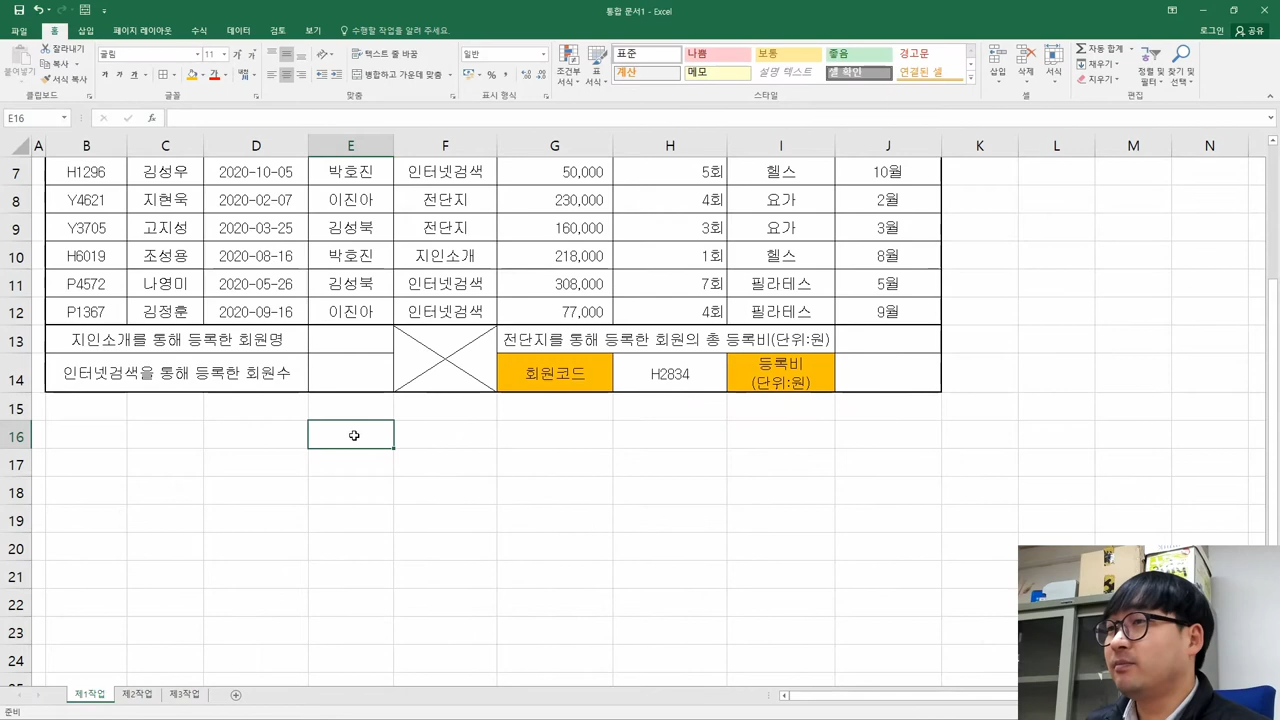 통합 문서1 - Excel
파일 홈 삽입 페이지 레이아웃 수식 데이터 검토 보기 수행할 작업을 알려 주세요. 로그인 공유
잘라내기 굴림 11 가 가 텍스트 줄 바꿈 일반 표준 나쁨 보통 좋음 경고문 자동 합계
붙여넣기 복사 조건부 서식 표 서식 삽입 삭제 서식 채우기 정렬 및 필터 찾기 및 선택
서식 복사 가 가 가 병합하고 가운데 맞춤 % 계산 메모 설명 텍스트 셀 확인 연결된 셀 지우기
클립보드 글꼴 맞춤 표시 형식 스타일 셀 편집
E16 fx
A B C D E F G H I J K L M N
7 H1296 김성우 2020-10-05 박호진 인터넷검색 50,000 5회 헬스 10월
8 Y4621 지현욱 2020-02-07 이진아 전단지 230,000 4회 요가 2월
9 Y3705 고지성 2020-03-25 김성북 전단지 160,000 3회 요가 3월
10 H6019 조성용 2020-08-16 박호진 지인소개 218,000 1회 헬스 8월
11 P4572 나영미 2020-05-26 김성북 인터넷검색 308,000 7회 필라테스 5월
12 P1367 김정훈 2020-09-16 이진아 인터넷검색 77,000 4회 필라테스 9월
13 지인소개를 통해 등록한 회원명 전단지를 통해 등록한 회원의 총 등록비(단위:원)
14 인터넷검색을 통해 등록한 회원수 회원코드 H2834 등록비
(단위:원)
15
16
17
18
19
20
21
22
23
24
제1작업 제2작업 제3작업
준비